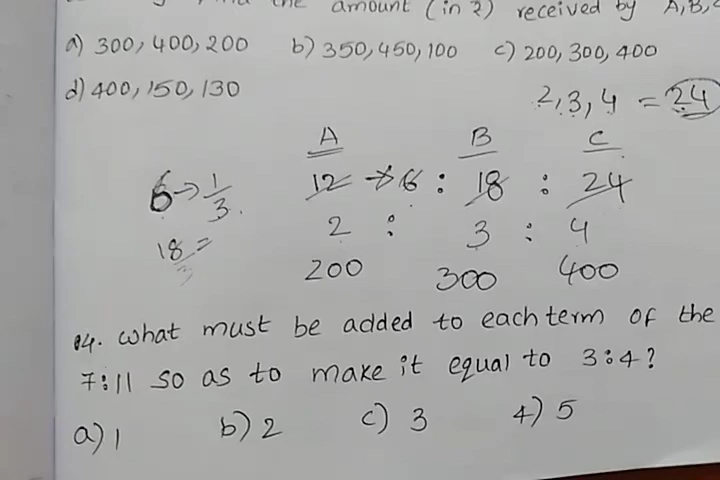 the amount (in ₹) received by A,B,
a) 300, 400, 200 b) 350, 450, 100 c) 200, 300, 400
d) 400, 150, 130
2, 3, 4 = 24
A B C
6 → 1/3. 12 → 6 : 18 : 24
18 = 2 : 3 : 4
200 300 400
04. What must be added to each term of the
7:11 so as to make it equal to 3:4?
a) 1 b) 2 c) 3 4) 5